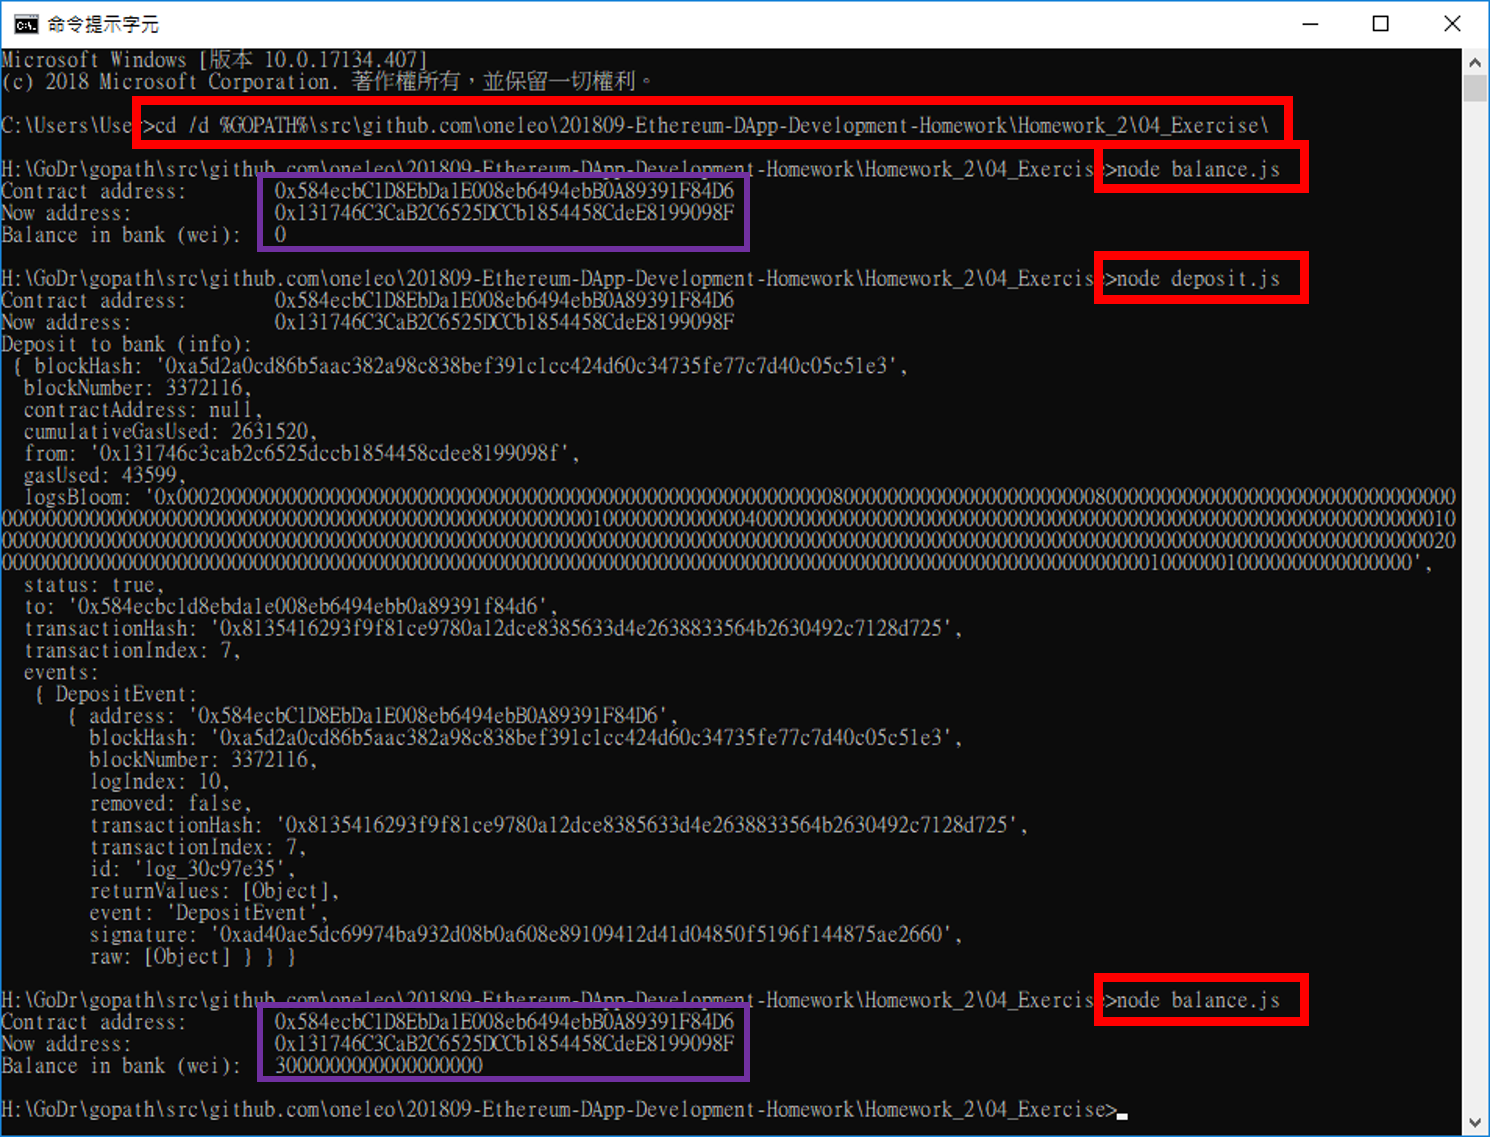 命令提示字元
Microsoft Windows [版本 10.0.17134.407]
(c) 2018 Microsoft Corporation. 著作權所有，並保留一切權利。
C:\Users\User>cd /d %GOPATH%\src\github.com\oneleo\201809-Ethereum-DApp-Development-Homework\Homework_2\04_Exercise\
H:\GoDr\gopath\src\github.com\oneleo\201809-Ethereum-DApp-Development-Homework\Homework_2\04_Exercise>node balance.js
Contract address:        0x584ecbC1D8EbDa1E008eb6494ebB0A89391F84D6
Now address:             0x131746C3CaB2C6525DCCb1854458CdeE8199098F
Balance in bank (wei):   0
H:\GoDr\gopath\src\github.com\oneleo\201809-Ethereum-DApp-Development-Homework\Homework_2\04_Exercise>node deposit.js
Contract address:        0x584ecbC1D8EbDa1E008eb6494ebB0A89391F84D6
Now address:             0x131746C3CaB2C6525DCCb1854458CdeE8199098F
Deposit to bank (info):
{ blockHash: '0xa5d2a0cd86b5aac382a98c838bef391c1cc424d60c34735fe77c7d40c05c51e3',
blockNumber: 3372116,
contractAddress: null,
cumulativeGasUsed: 2631520,
from: '0x131746c3cab2c6525dccb1854458cdee8199098f',
gasUsed: 43599,
logsBloom: '0x000200000000000000000000000000000000000000000000000000000000800000000000000000000000800000000000000000000000000000000
0000000000000000000000000000000000000000000000000000001000000000000040000000000000000000000000000000000000000000000000000000000000010
0000000000000000000000000000000000000000000000000000000000000000000000000000000000000000000000000000000000000000000000000000000000020
000000000000000000000000000000000000000000000000000000000000000000000000000000000000000000000000000000000100000010000000000000000',
status: true,
to: '0x584ecbc1d8ebda1e008eb6494ebb0a89391f84d6',
transactionHash: '0x8135416293f9f81ce9780a12dce8385633d4e2638833564b2630492c7128d725',
transactionIndex: 7,
events:
{ DepositEvent:
{ address: '0x584ecbC1D8EbDa1E008eb6494ebB0A89391F84D6',
blockHash: '0xa5d2a0cd86b5aac382a98c838bef391c1cc424d60c34735fe77c7d40c05c51e3',
blockNumber: 3372116,
logIndex: 10,
removed: false,
transactionHash: '0x8135416293f9f81ce9780a12dce8385633d4e2638833564b2630492c7128d725',
transactionIndex: 7,
id: 'log_30c97e35',
returnValues: [Object],
event: 'DepositEvent',
signature: '0xad40ae5dc69974ba932d08b0a608e89109412d41d04850f5196f144875ae2660',
raw: [Object] } } }
H:\GoDr\gopath\src\github.com\oneleo\201809-Ethereum-DApp-Development-Homework\Homework_2\04_Exercise>node balance.js
Contract address:        0x584ecbC1D8EbDa1E008eb6494ebB0A89391F84D6
Now address:             0x131746C3CaB2C6525DCCb1854458CdeE8199098F
Balance in bank (wei):   3000000000000000000
H:\GoDr\gopath\src\github.com\oneleo\201809-Ethereum-DApp-Development-Homework\Homework_2\04_Exercise>